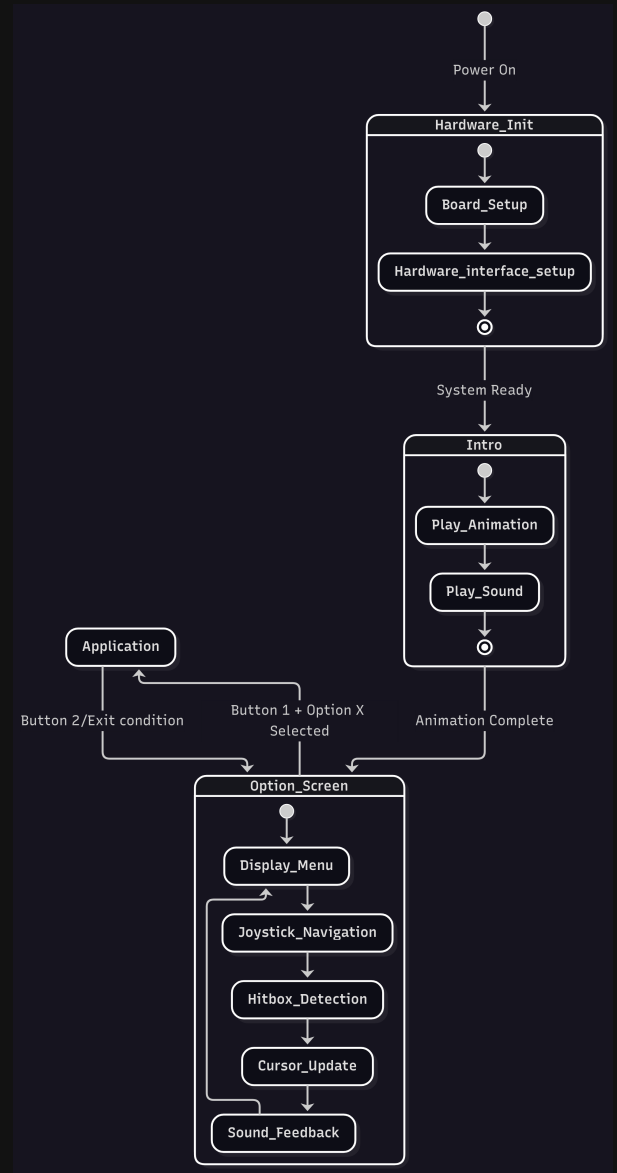 Power On
Hardware_Init
Board_Setup
Hardware_interface_setup
System Ready
Intro
Play_Animation
Play_Sound
Application
Button 2/Exit condition
Button 1 + Option X
Selected
Animation Complete
Option_Screen
Display_Menu
Joystick_Navigation
Hitbox_Detection
Cursor_Update
Sound_Feedback